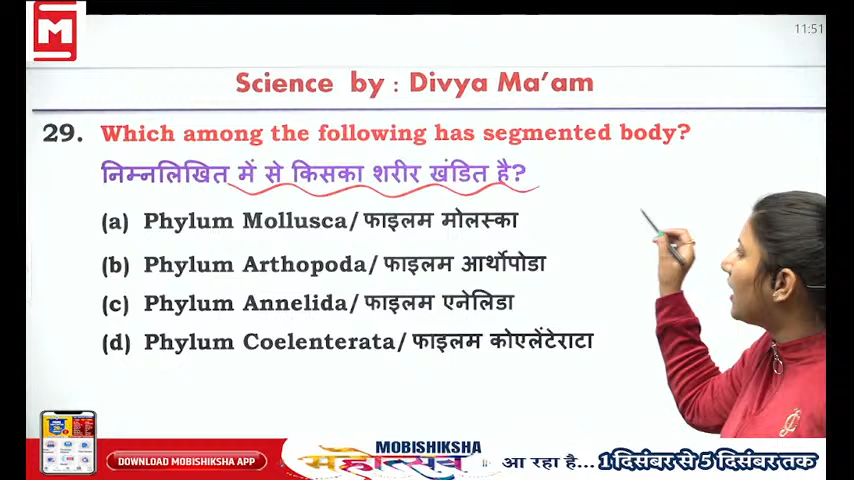 M
11:51
Science by : Divya Ma'am
29. Which among the following has segmented body?
निम्नलिखित में से किसका शरीर खंडित है?
(a) Phylum Mollusca/फाइलम मोलस्का
(b) Phylum Arthopoda/फाइलम आर्थोपोडा
(c) Phylum Annelida/फाइलम एनेलिडा
(d) Phylum Coelenterata/फाइलम कोएलेंटेराटा
DOWNLOAD MOBISHIKSHA APP
MOBISHIKSHA
महोत्सव
आ रहा है... 1 दिसंबर से 5 दिसंबर तक